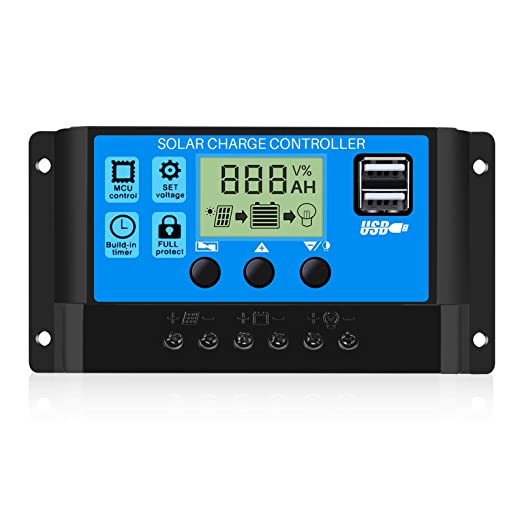 SOLAR CHARGE CONTROLLER
MCU
control
SET
voltage
Build-in
timer
FULL
protect
888 V%
AH
USB
+ - + - + -